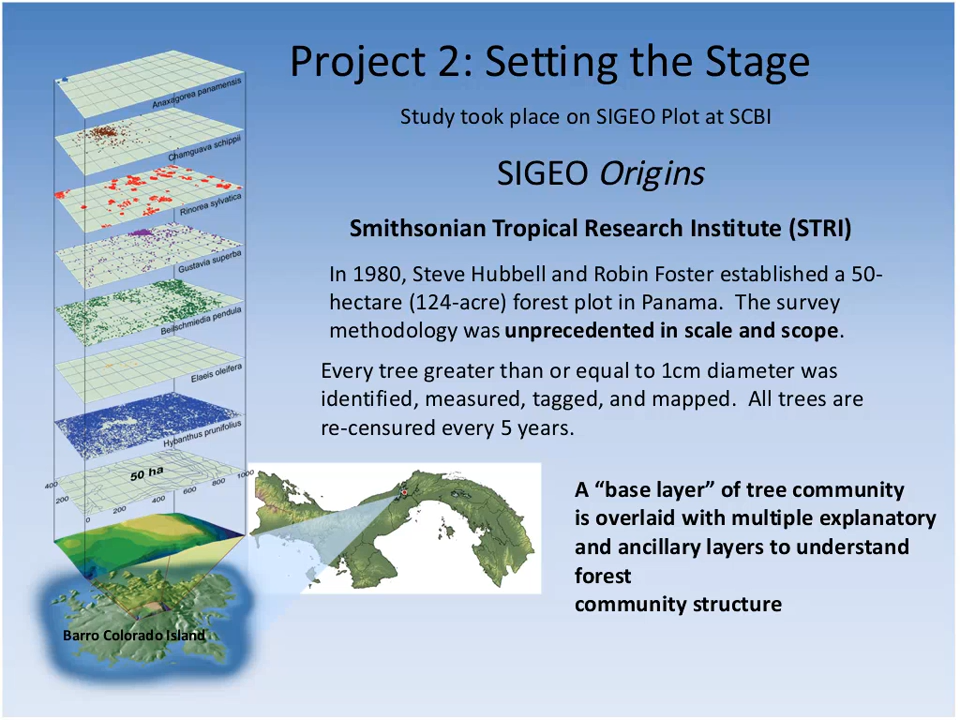 Project 2: Setting the Stage
Study took place on SIGEO Plot at SCBI
SIGEO Origins
Smithsonian Tropical Research Institute (STRI)
In 1980, Steve Hubbell and Robin Foster established a 50-
hectare (124-acre) forest plot in Panama.  The survey
methodology was unprecedented in scale and scope.
Every tree greater than or equal to 1cm diameter was
identified, measured, tagged, and mapped.  All trees are
re-censured every 5 years.
A “base layer” of tree community
is overlaid with multiple explanatory
and ancillary layers to understand
forest
community structure
Anaxagorea panamensis
Chamguava schippii
Rinorea sylvatica
Gustavia superba
Beilschmiedia pendula
Elaeis oleifera
Hybanthus prunifolius
50 ha
400
200
0
200
400
600
800
1000
Barro Colorado Island